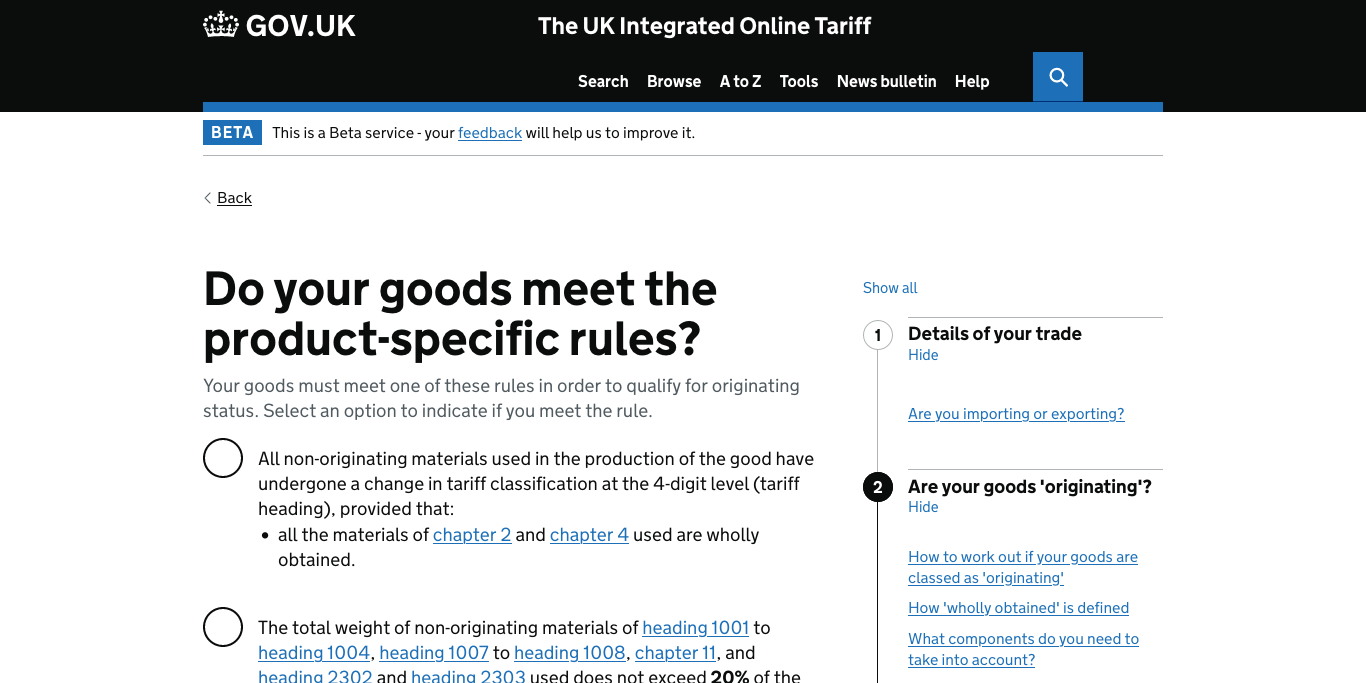 GOV.UK
The UK Integrated Online Tariff
Search Browse A to Z Tools News bulletin Help
BETA This is a Beta service - your feedback will help us to improve it.
Back
Do your goods meet the
product-specific rules?
Your goods must meet one of these rules in order to qualify for originating
status. Select an option to indicate if you meet the rule.
All non-originating materials used in the production of the good have
undergone a change in tariff classification at the 4-digit level (tariff
heading), provided that:
• all the materials of chapter 2 and chapter 4 used are wholly
obtained.
The total weight of non-originating materials of heading 1001 to
heading 1004, heading 1007 to heading 1008, chapter 11, and
heading 2302 and heading 2303 used does not exceed 20% of the
Show all
1 Details of your trade
Hide
Are you importing or exporting?
2 Are your goods 'originating'?
Hide
How to work out if your goods are
classed as 'originating'
How 'wholly obtained' is defined
What components do you need to
take into account?